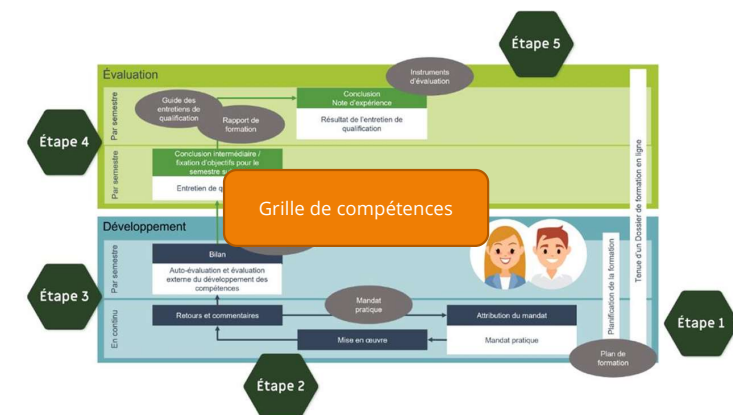 Étape 5
Évaluation
Instruments
d'évaluation
Par semestre
Guide des
entretiens de
qualification
Rapport de
formation
Conclusion
Note d'expérience
Résultat de l'entretien de
qualification
Étape 4
Par semestre
Conclusion intermédiaire /
fixation d'objectifs pour le
semestre
Entretien de
Grille de compétences
Tenue d'un Dossier de formation en ligne
Développement
Par semestre
Bilan
Auto-évaluation et évaluation
externe du développement des
compétences
Planification de la formation
Étape 3
En continu
Retours et commentaires
Mandat
pratique
Attribution du mandat
Mandat pratique
Mise en œuvre
Étape 1
Plan de
formation
Étape 2